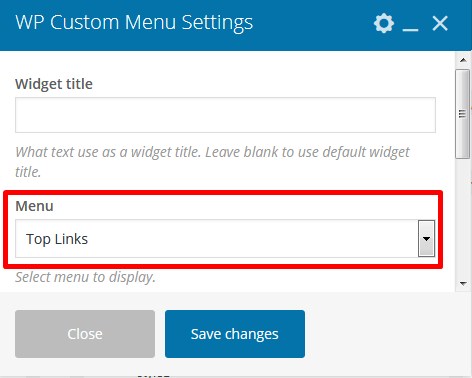 WP Custom Menu Settings
Widget title
What text use as a widget title. Leave blank to use default widget
title.
Menu
Top Links
Select menu to display.
Close
Save changes